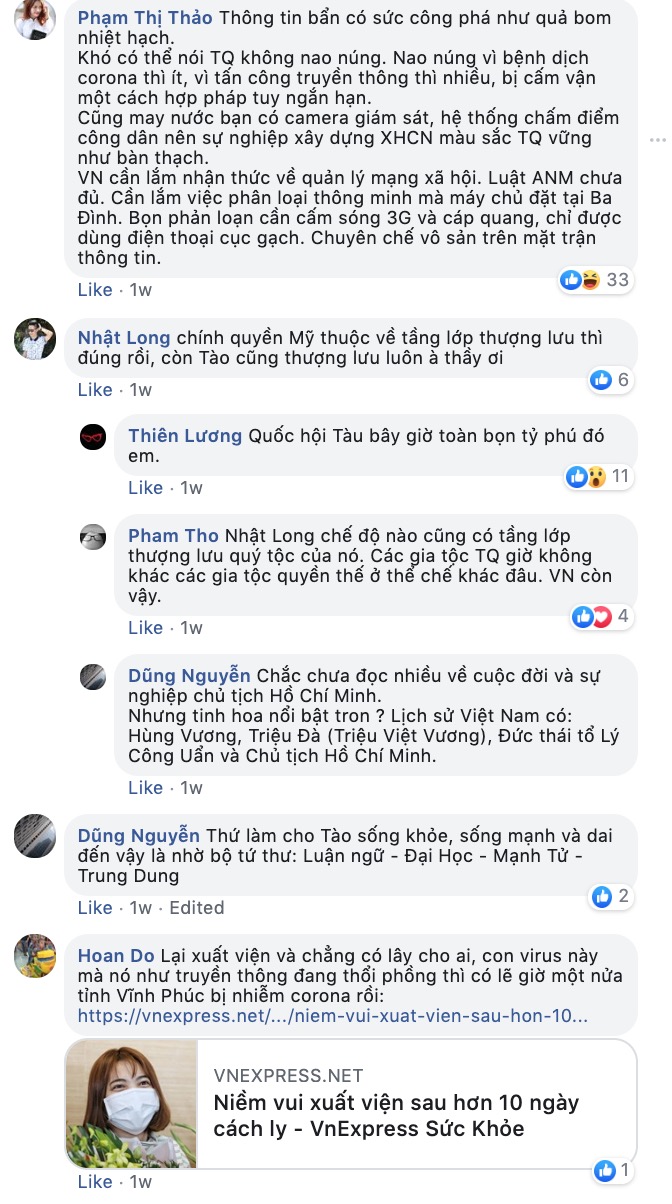 Phạm Thị Thảo Thông tin bẩn có sức công phá như quả bom
nhiệt hạch.
Khó có thể nói TQ không nao núng. Nao núng vì bệnh dịch
corona thì ít, vì tấn công truyền thông thì nhiều, bị cấm vận
một cách hợp pháp tuy ngắn hạn.
Cũng may nước bạn có camera giám sát, hệ thống chấm điểm
công dân nên sự nghiệp xây dựng XHCN màu sắc TQ vững
như bàn thạch.
VN cần lắm nhận thức về quản lý mạng xã hội. Luật ANM chưa
đủ. Cần lắm việc phân loại thông minh mà máy chủ đặt tại Ba
Đình. Bọn phản loạn cần cấm sóng 3G và cáp quang, chỉ được
dùng điện thoại cục gạch. Chuyên chế vô sản trên mặt trận
thông tin.
33
Like · 1w
Nhật Long chính quyền Mỹ thuộc về tầng lớp thượng lưu thì
đúng rồi, còn Tào cũng thượng lưu luôn à thầy ơi
6
Like · 1w
Thiên Lương Quốc hội Tàu bây giờ toàn bọn tỷ phú đó
em.
11
Like · 1w
Pham Tho Nhật Long chế độ nào cũng có tầng lớp
thượng lưu quý tộc của nó. Các gia tộc TQ giờ không
khác các gia tộc quyền thế ở thể chế khác đâu. VN còn
vậy.
4
Like · 1w
Dũng Nguyễn Chắc chưa đọc nhiều về cuộc đời và sự
nghiệp chủ tịch Hồ Chí Minh.
Nhưng tinh hoa nổi bật tron ? Lịch sử Việt Nam có:
Hùng Vương, Triệu Đà (Triệu Việt Vương), Đức thái tổ Lý
Công Uẩn và Chủ tịch Hồ Chí Minh.
Like · 1w
Dũng Nguyễn Thứ làm cho Tào sống khỏe, sống mạnh và dai
đến vậy là nhờ bộ tứ thư: Luận ngữ - Đại Học - Mạnh Tử -
Trung Dung
2
Like · 1w · Edited
Hoan Do Lại xuất viện và chẳng có lây cho ai, con virus này
mà nó như truyền thông đang thổi phồng thì có lẽ giờ một nửa
tỉnh Vĩnh Phúc bị nhiễm corona rồi:
https://vnexpress.net/.../niem-vui-xuat-vien-sau-hon-10...
VNEXPRESS.NET
Niềm vui xuất viện sau hơn 10 ngày
cách ly - VnExpress Sức Khỏe
1
Like · 1w